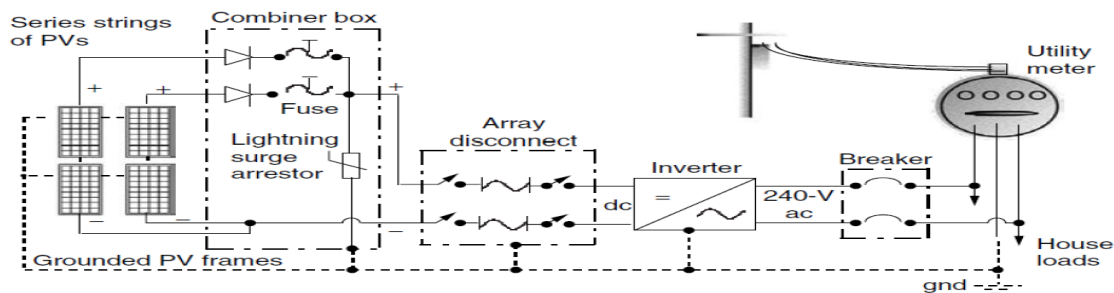 Series strings
of PVs
Combiner box
Utility
meter
+
+
Fuse
+
Lightning
surge
arrestor
Array
disconnect
Inverter
Breaker
dc
=
240-V
ac
–
–
–
Grounded PV frames
House
loads
gnd